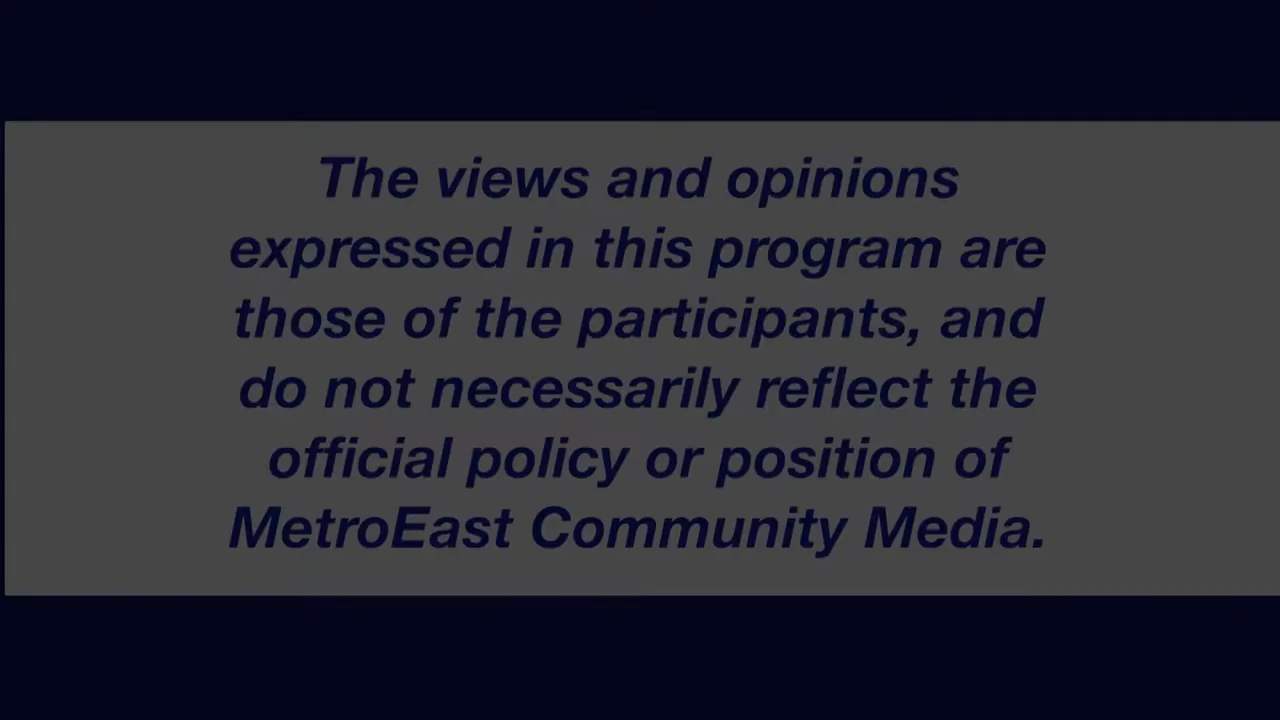 The views and opinions
expressed in this program are
those of the participants, and
do not necessarily reflect the
official policy or position of
MetroEast Community Media.